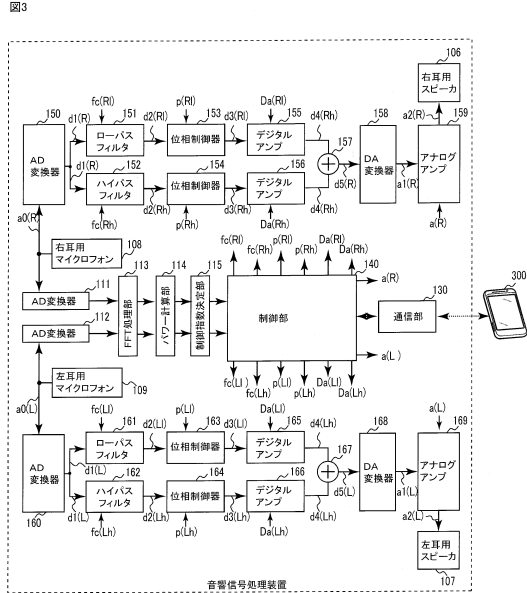 図3
106
右耳用
スピーカ
fc(Rl)
p(Rl)
Da(Rl)
a2(R)
150
d1(R)
151
d2(Rl)
153
d3(Rl)
155
d4(Rh)
158
159
ローパス
フィルタ
位相制御器
デジタル
アンプ
157
AD
変換器
d1(R)
152
154
156
DA
変換器
アナログ
アンプ
d5(R)
a1(R)
ハイパス
フィルタ
位相制御器
デジタル
アンプ
d2(Rh)
d3(Rh)
d4(Rh)
a0(R)
fc(Rh)
p(Rh)
Da(Rh)
a(R)
右耳用
マイクロフォン
108
fc(Rl)
fc(Rh)
p(Rl)
p(Rh)
Da(Rl)
Da(Rh)
111
113
114
115
140
a(R)
300
AD変換器
112
AD変換器
FFT処理部
パワー計算部
制御指数決定部
制御部
130
通信部
a(L)
左耳用
マイクロフォン
109
fc(Ll)
fc(Lh)
p(Ll)
p(Lh)
Da(Ll)
Da(Lh)
a0(L)
fc(Ll)
p(Ll)
Da(Ll)
a(L)
161
d2(Ll)
163
d3(Ll)
165
d4(Lh)
168
169
ローパス
フィルタ
位相制御器
デジタル
アンプ
167
AD
変換器
d1(L)
162
164
166
DA
変換器
アナログ
アンプ
d5(L)
a1(L)
ハイパス
フィルタ
位相制御器
デジタル
アンプ
160
d1(L)
d2(Lh)
d3(Lh)
d4(Lh)
a2(L)
fc(Lh)
p(Lh)
Da(Lh)
左耳用
スピーカ
107
音響信号処理装置